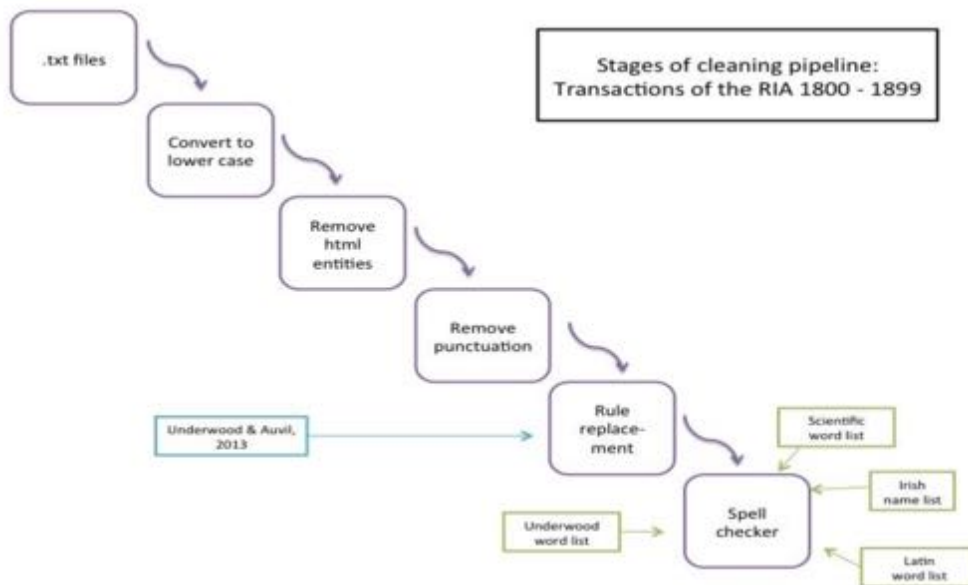 .txt files
Stages of cleaning pipeline:
Transactions of the RIA 1800 - 1899
Convert to
lower case
Remove
html
entities
Remove
punctuation
Rule
replace-
ment
Underwood & Auvil,
2013
Scientific
word list
Irish
name list
Spell
checker
Underwood
word list
Latin
word list